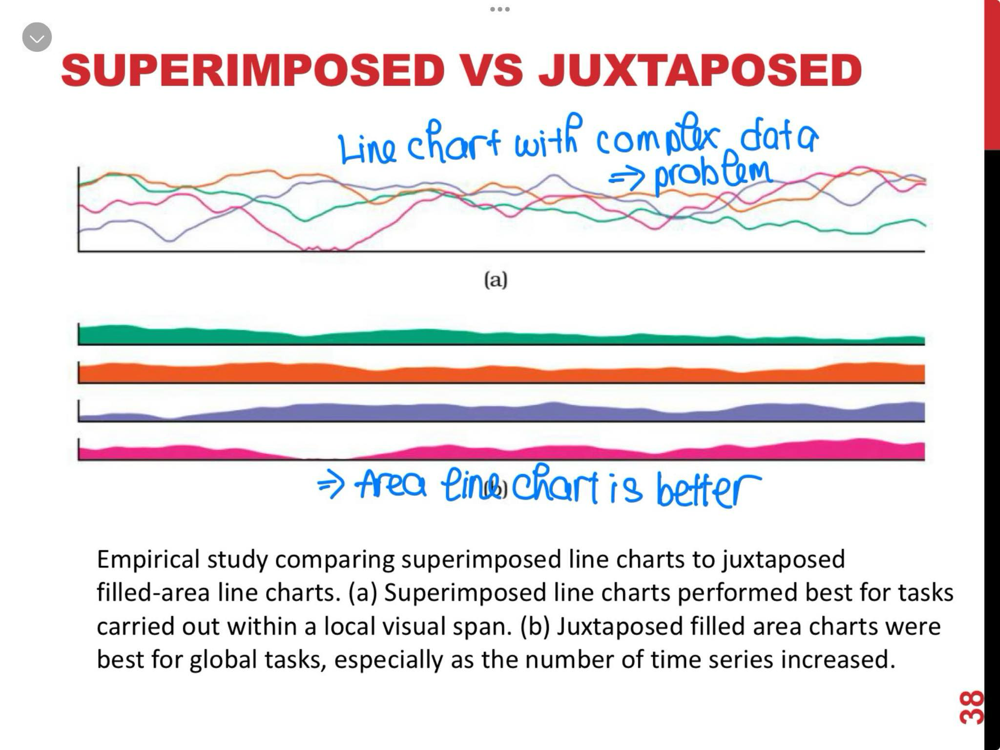 SUPERIMPOSED VS JUXTAPOSED
Line chart with complex data
⇒ problem
(a)
⇒ Area line chart is better
(b)
Empirical study comparing superimposed line charts to juxtaposed
filled-area line charts. (a) Superimposed line charts performed best for tasks
carried out within a local visual span. (b) Juxtaposed filled area charts were
best for global tasks, especially as the number of time series increased.
38